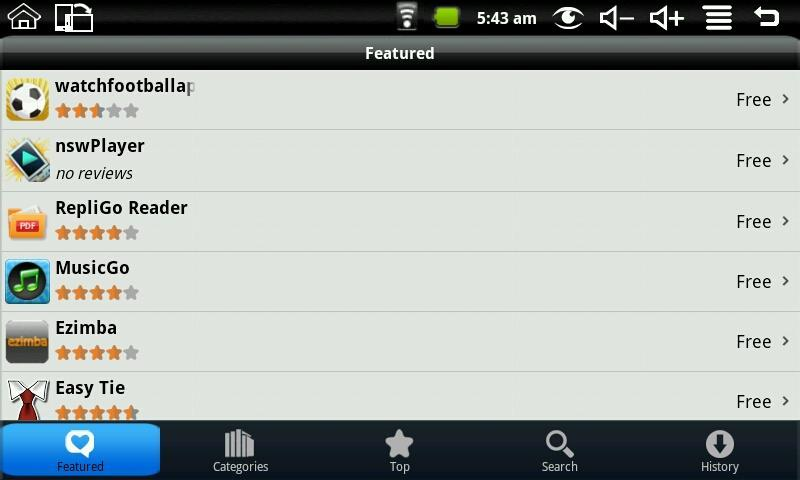 5:43 am
Featured
watchfootballap
Free
nswPlayer
no reviews
Free
RepliGo Reader
PDF
Free
MusicGo
Free
Ezimba
ezimba
Free
Easy Tie
Free
Featured
Categories
Top
Search
History